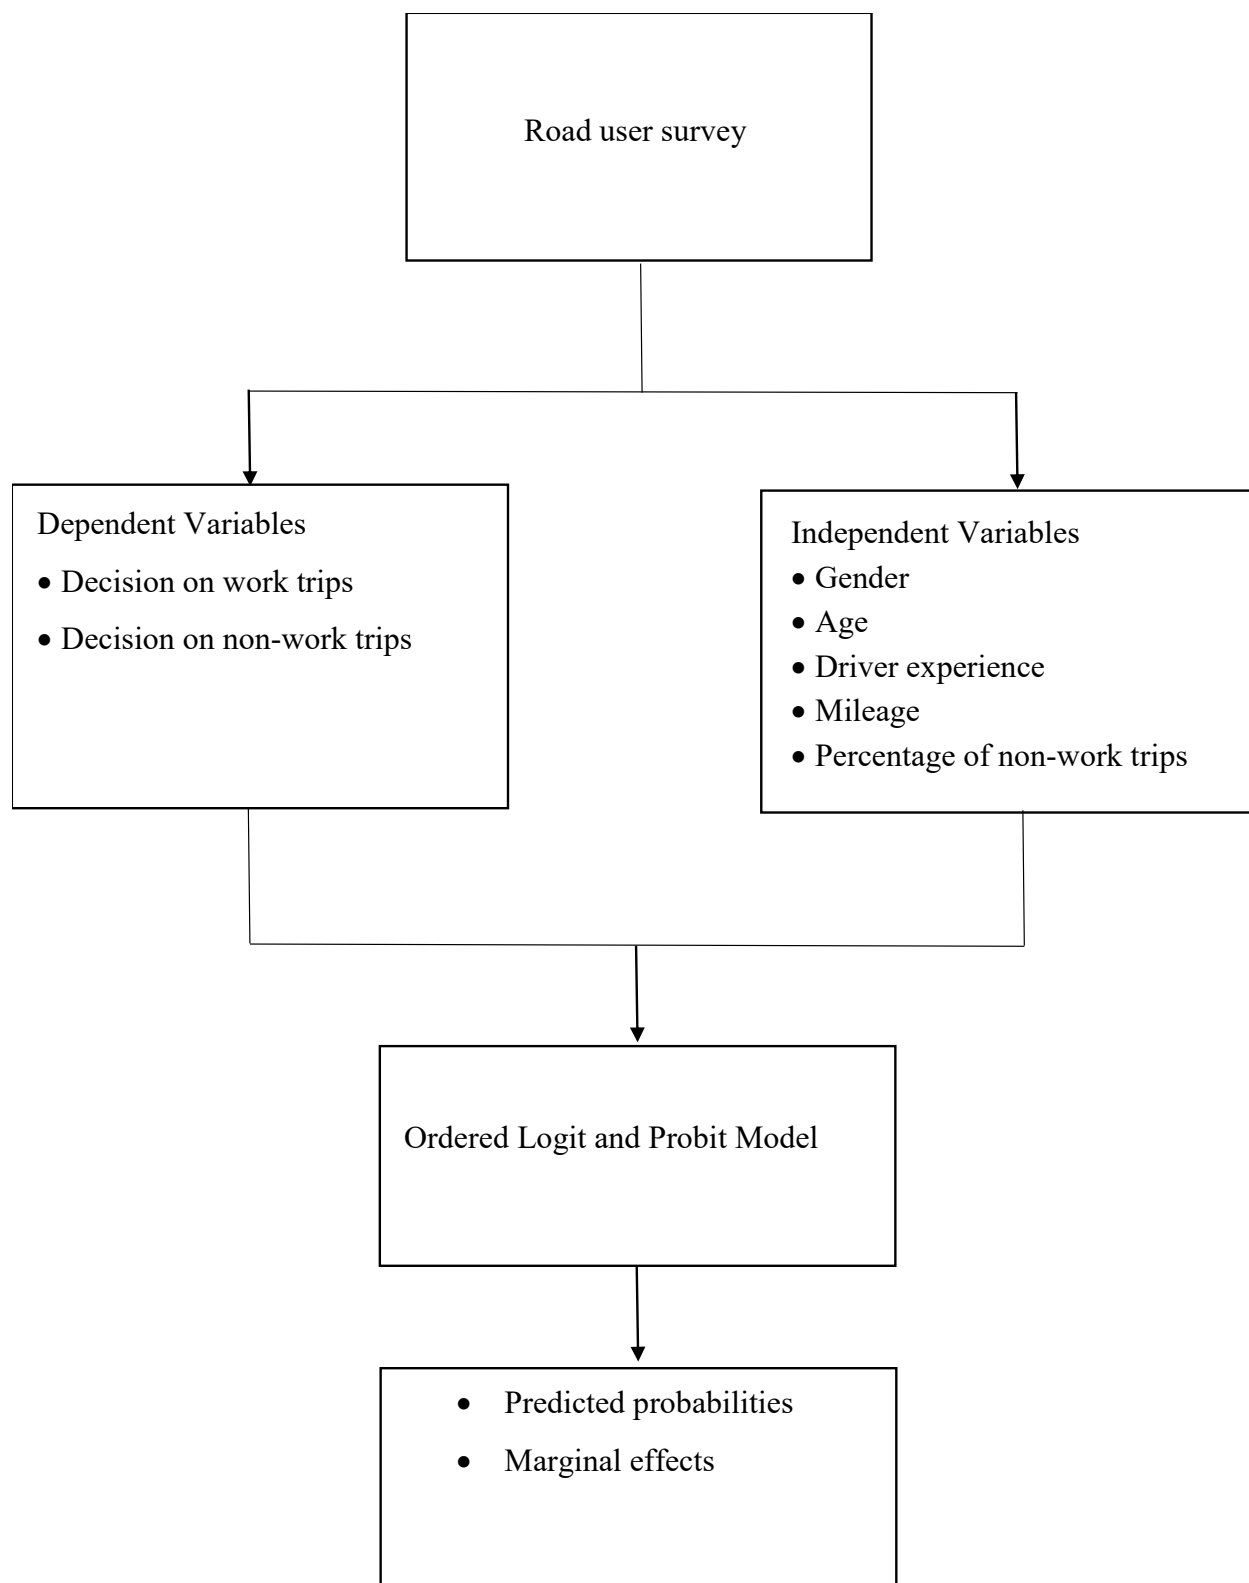 Road user survey
Dependent Variables
• Decision on work trips
• Decision on non-work trips
Independent Variables
• Gender
• Age
• Driver experience
• Mileage
• Percentage of non-work trips
Ordered Logit and Probit Model
• Predicted probabilities
• Marginal effects